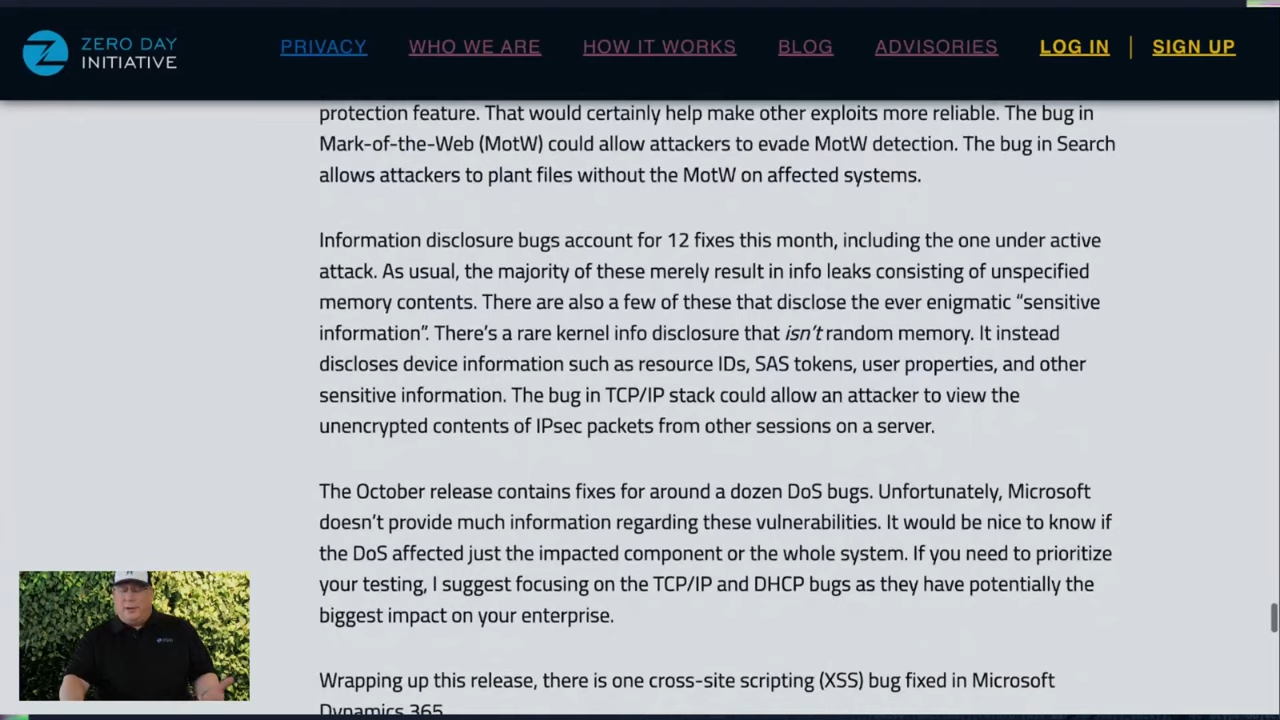 ZERO DAY
INITIATIVE
PRIVACY
WHO WE ARE
HOW IT WORKS
BLOG
ADVISORIES
LOG IN
|
SIGN UP
protection feature. That would certainly help make other exploits more reliable. The bug in
Mark-of-the-Web (MotW) could allow attackers to evade MotW detection. The bug in Search
allows attackers to plant files without the MotW on affected systems.
Information disclosure bugs account for 12 fixes this month, including the one under active
attack. As usual, the majority of these merely result in info leaks consisting of unspecified
memory contents. There are also a few of these that disclose the ever enigmatic “sensitive
information”. There’s a rare kernel info disclosure that isn’t random memory. It instead
discloses device information such as resource IDs, SAS tokens, user properties, and other
sensitive information. The bug in TCP/IP stack could allow an attacker to view the
unencrypted contents of IPsec packets from other sessions on a server.
The October release contains fixes for around a dozen DoS bugs. Unfortunately, Microsoft
doesn’t provide much information regarding these vulnerabilities. It would be nice to know if
the DoS affected just the impacted component or the whole system. If you need to prioritize
your testing, I suggest focusing on the TCP/IP and DHCP bugs as they have potentially the
biggest impact on your enterprise.
Wrapping up this release, there is one cross-site scripting (XSS) bug fixed in Microsoft
Dynamics 365.